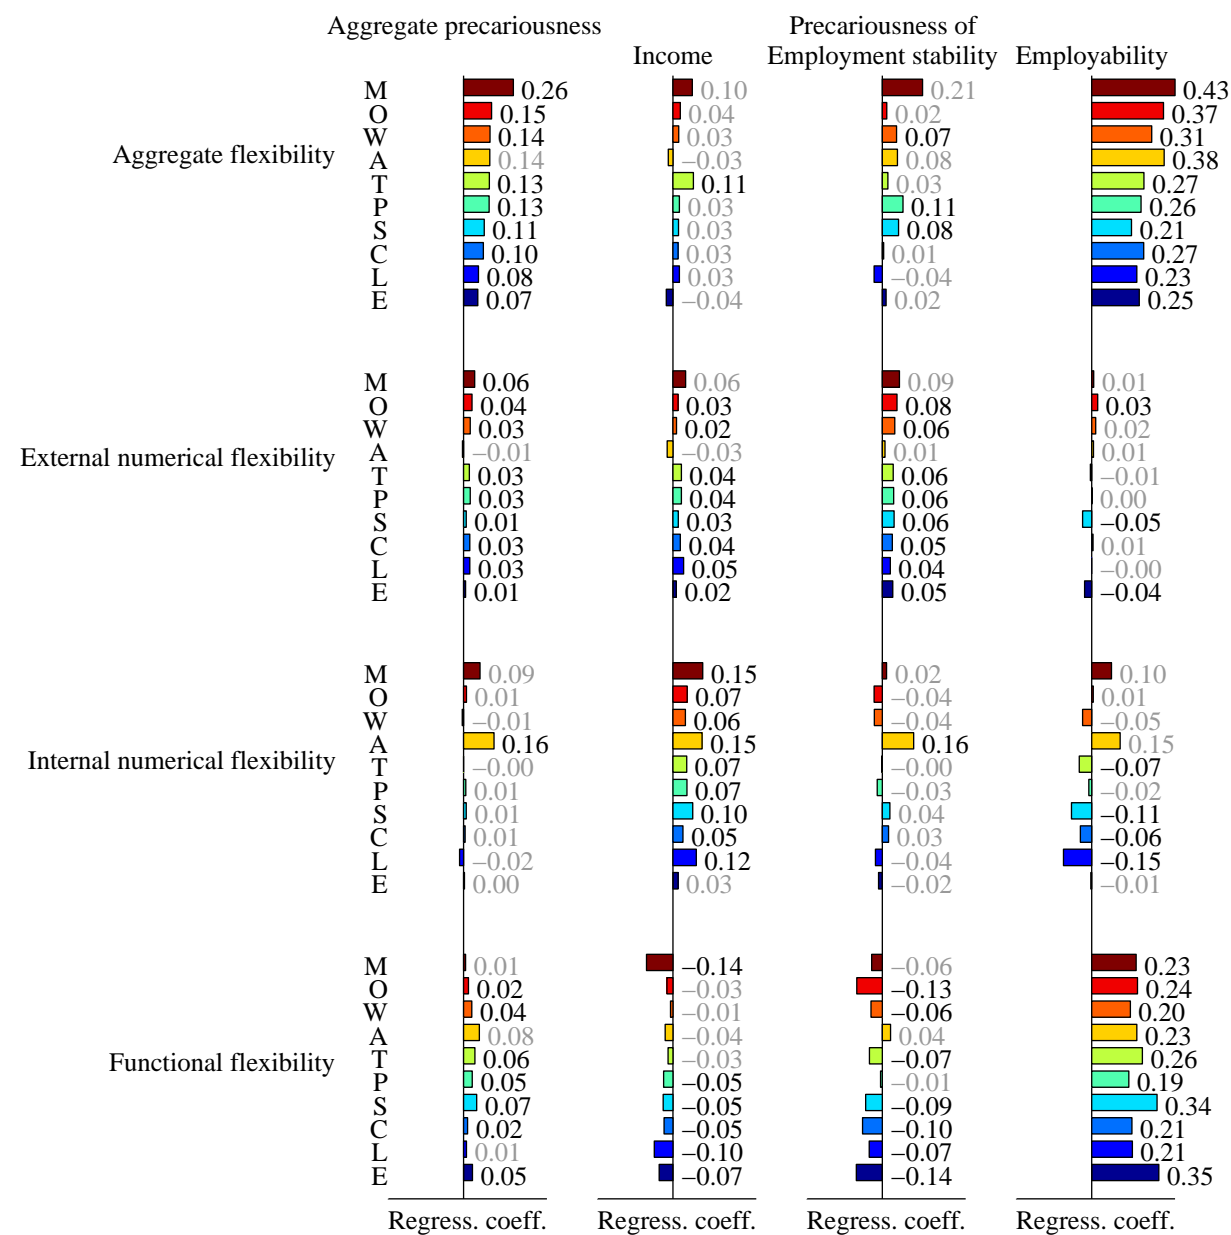 Aggregate precariousness
Precariousness of
Income Employment stability Employability
Aggregate flexibility
M 0.26 0.10 0.21 0.43
O 0.15 0.04 0.02 0.37
W 0.14 0.03 0.07 0.31
A 0.14 −0.03 0.08 0.38
T 0.13 0.11 0.03 0.27
P 0.13 0.03 0.11 0.26
S 0.11 0.03 0.08 0.21
C 0.10 0.03 0.01 0.27
L 0.08 0.03 −0.04 0.23
E 0.07 −0.04 0.02 0.25
External numerical flexibility
M 0.06 0.06 0.09 0.01
O 0.04 0.03 0.08 0.03
W 0.03 0.02 0.06 0.02
A −0.01 −0.03 0.01 0.01
T 0.03 0.04 0.06 −0.01
P 0.03 0.04 0.06 0.00
S 0.01 0.03 0.06 −0.05
C 0.03 0.04 0.05 0.01
L 0.03 0.05 0.04 −0.00
E 0.01 0.02 0.05 −0.04
Internal numerical flexibility
M 0.09 0.15 0.02 0.10
O 0.01 0.07 −0.04 0.01
W −0.01 0.06 −0.04 −0.05
A 0.16 0.15 0.16 0.15
T −0.00 0.07 −0.00 −0.07
P 0.01 0.07 −0.03 −0.02
S 0.01 0.10 0.04 −0.11
C 0.01 0.05 0.03 −0.06
L −0.02 0.12 −0.04 −0.15
E 0.00 0.03 −0.02 −0.01
Functional flexibility
M 0.01 −0.14 −0.06 0.23
O 0.02 −0.03 −0.13 0.24
W 0.04 −0.01 −0.06 0.20
A 0.08 −0.04 0.04 0.23
T 0.06 −0.03 −0.07 0.26
P 0.05 −0.05 −0.01 0.19
S 0.07 −0.05 −0.09 0.34
C 0.02 −0.05 −0.10 0.21
L 0.01 −0.10 −0.07 0.21
E 0.05 −0.07 −0.14 0.35
Regress. coeff. Regress. coeff. Regress. coeff. Regress. coeff.